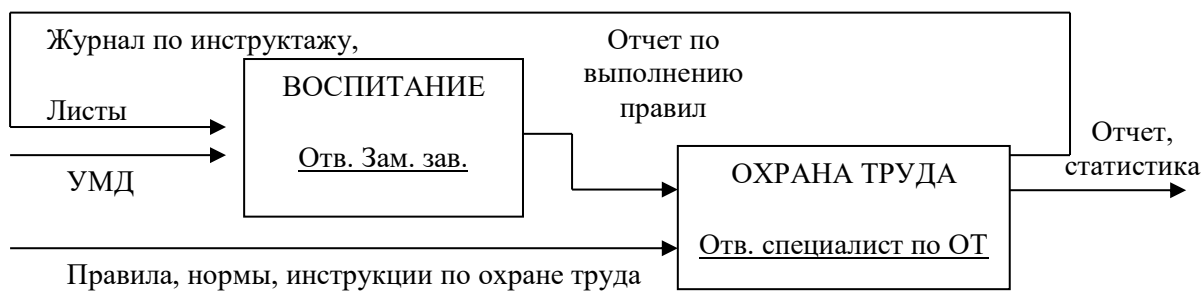 Журнал по инструктажу,
Листы
УМД
ВОСПИТАНИЕ
Отв. Зам. зав.
Отчет по
выполнению
правил
ОХРАНА ТРУДА
Отв. специалист по ОТ
Отчет,
статистика
Правила, нормы, инструкции по охране труда